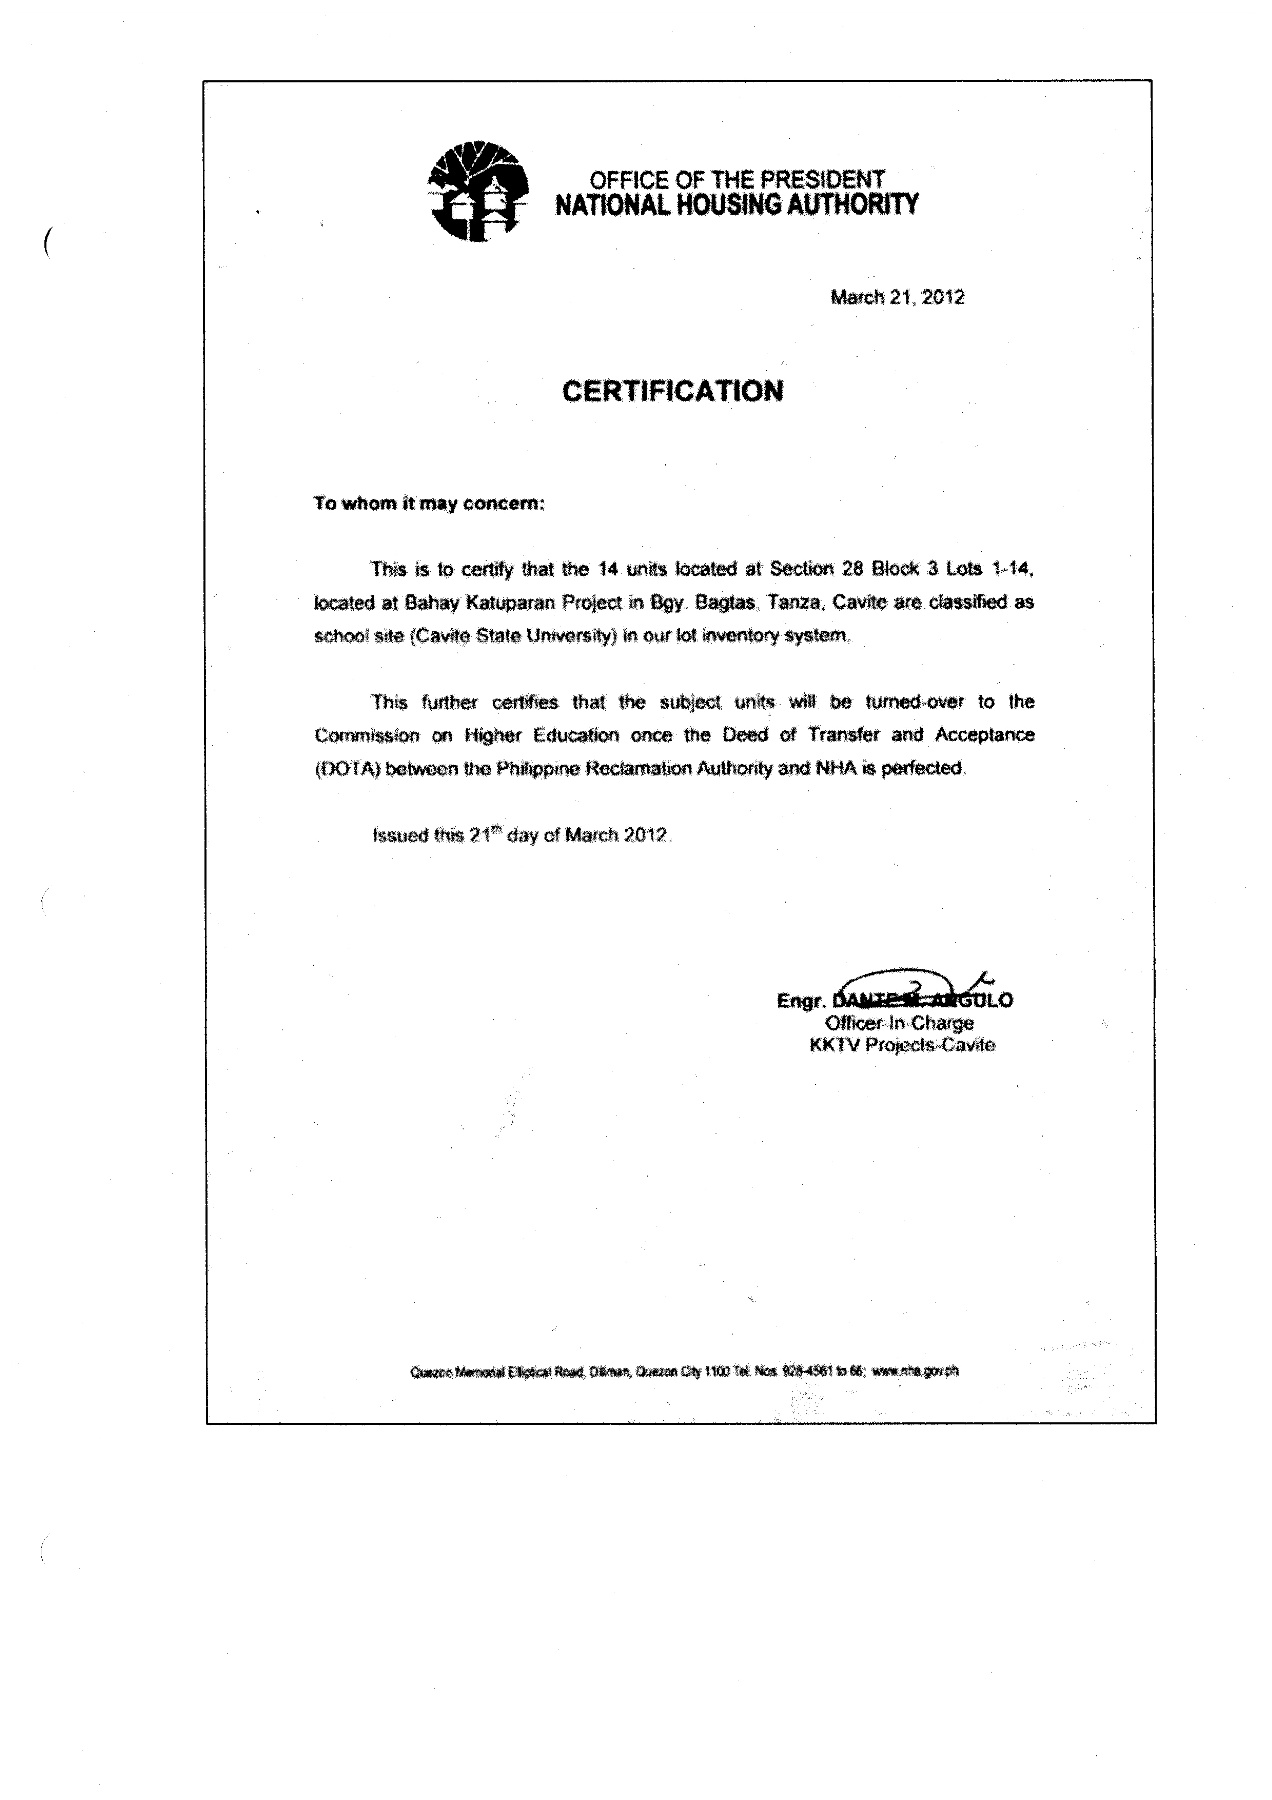 OFFICE OF THE PRESIDENT
NATIONAL HOUSING AUTHORITY
March 21, 2012
CERTIFICATION
To whom it may concern:
This is to certify that the 14 units located at Section 28 Block 3 Lots 1-14,
located at Bahay Katuparan Project in Bgy. Bagtas, Tanza, Cavite are classified as
school site (Cavite State University) in our lot inventory system.
This further certifies that the subject units will be turned-over to the
Commission on Higher Education once the Deed of Transfer and Acceptance
(DOTA) between the Philippine Reclamation Authority and NHA is perfected.
Issued this 21th day of March 2012.
Engr. DANTE M. ANGULO
Officer-In-Charge
KKTV Projects-Cavite
Quezon Memorial Elliptical Road, Diliman, Quezon City 1100 Tel. Nos. 928-4561 to 66; www.nha.gov.ph